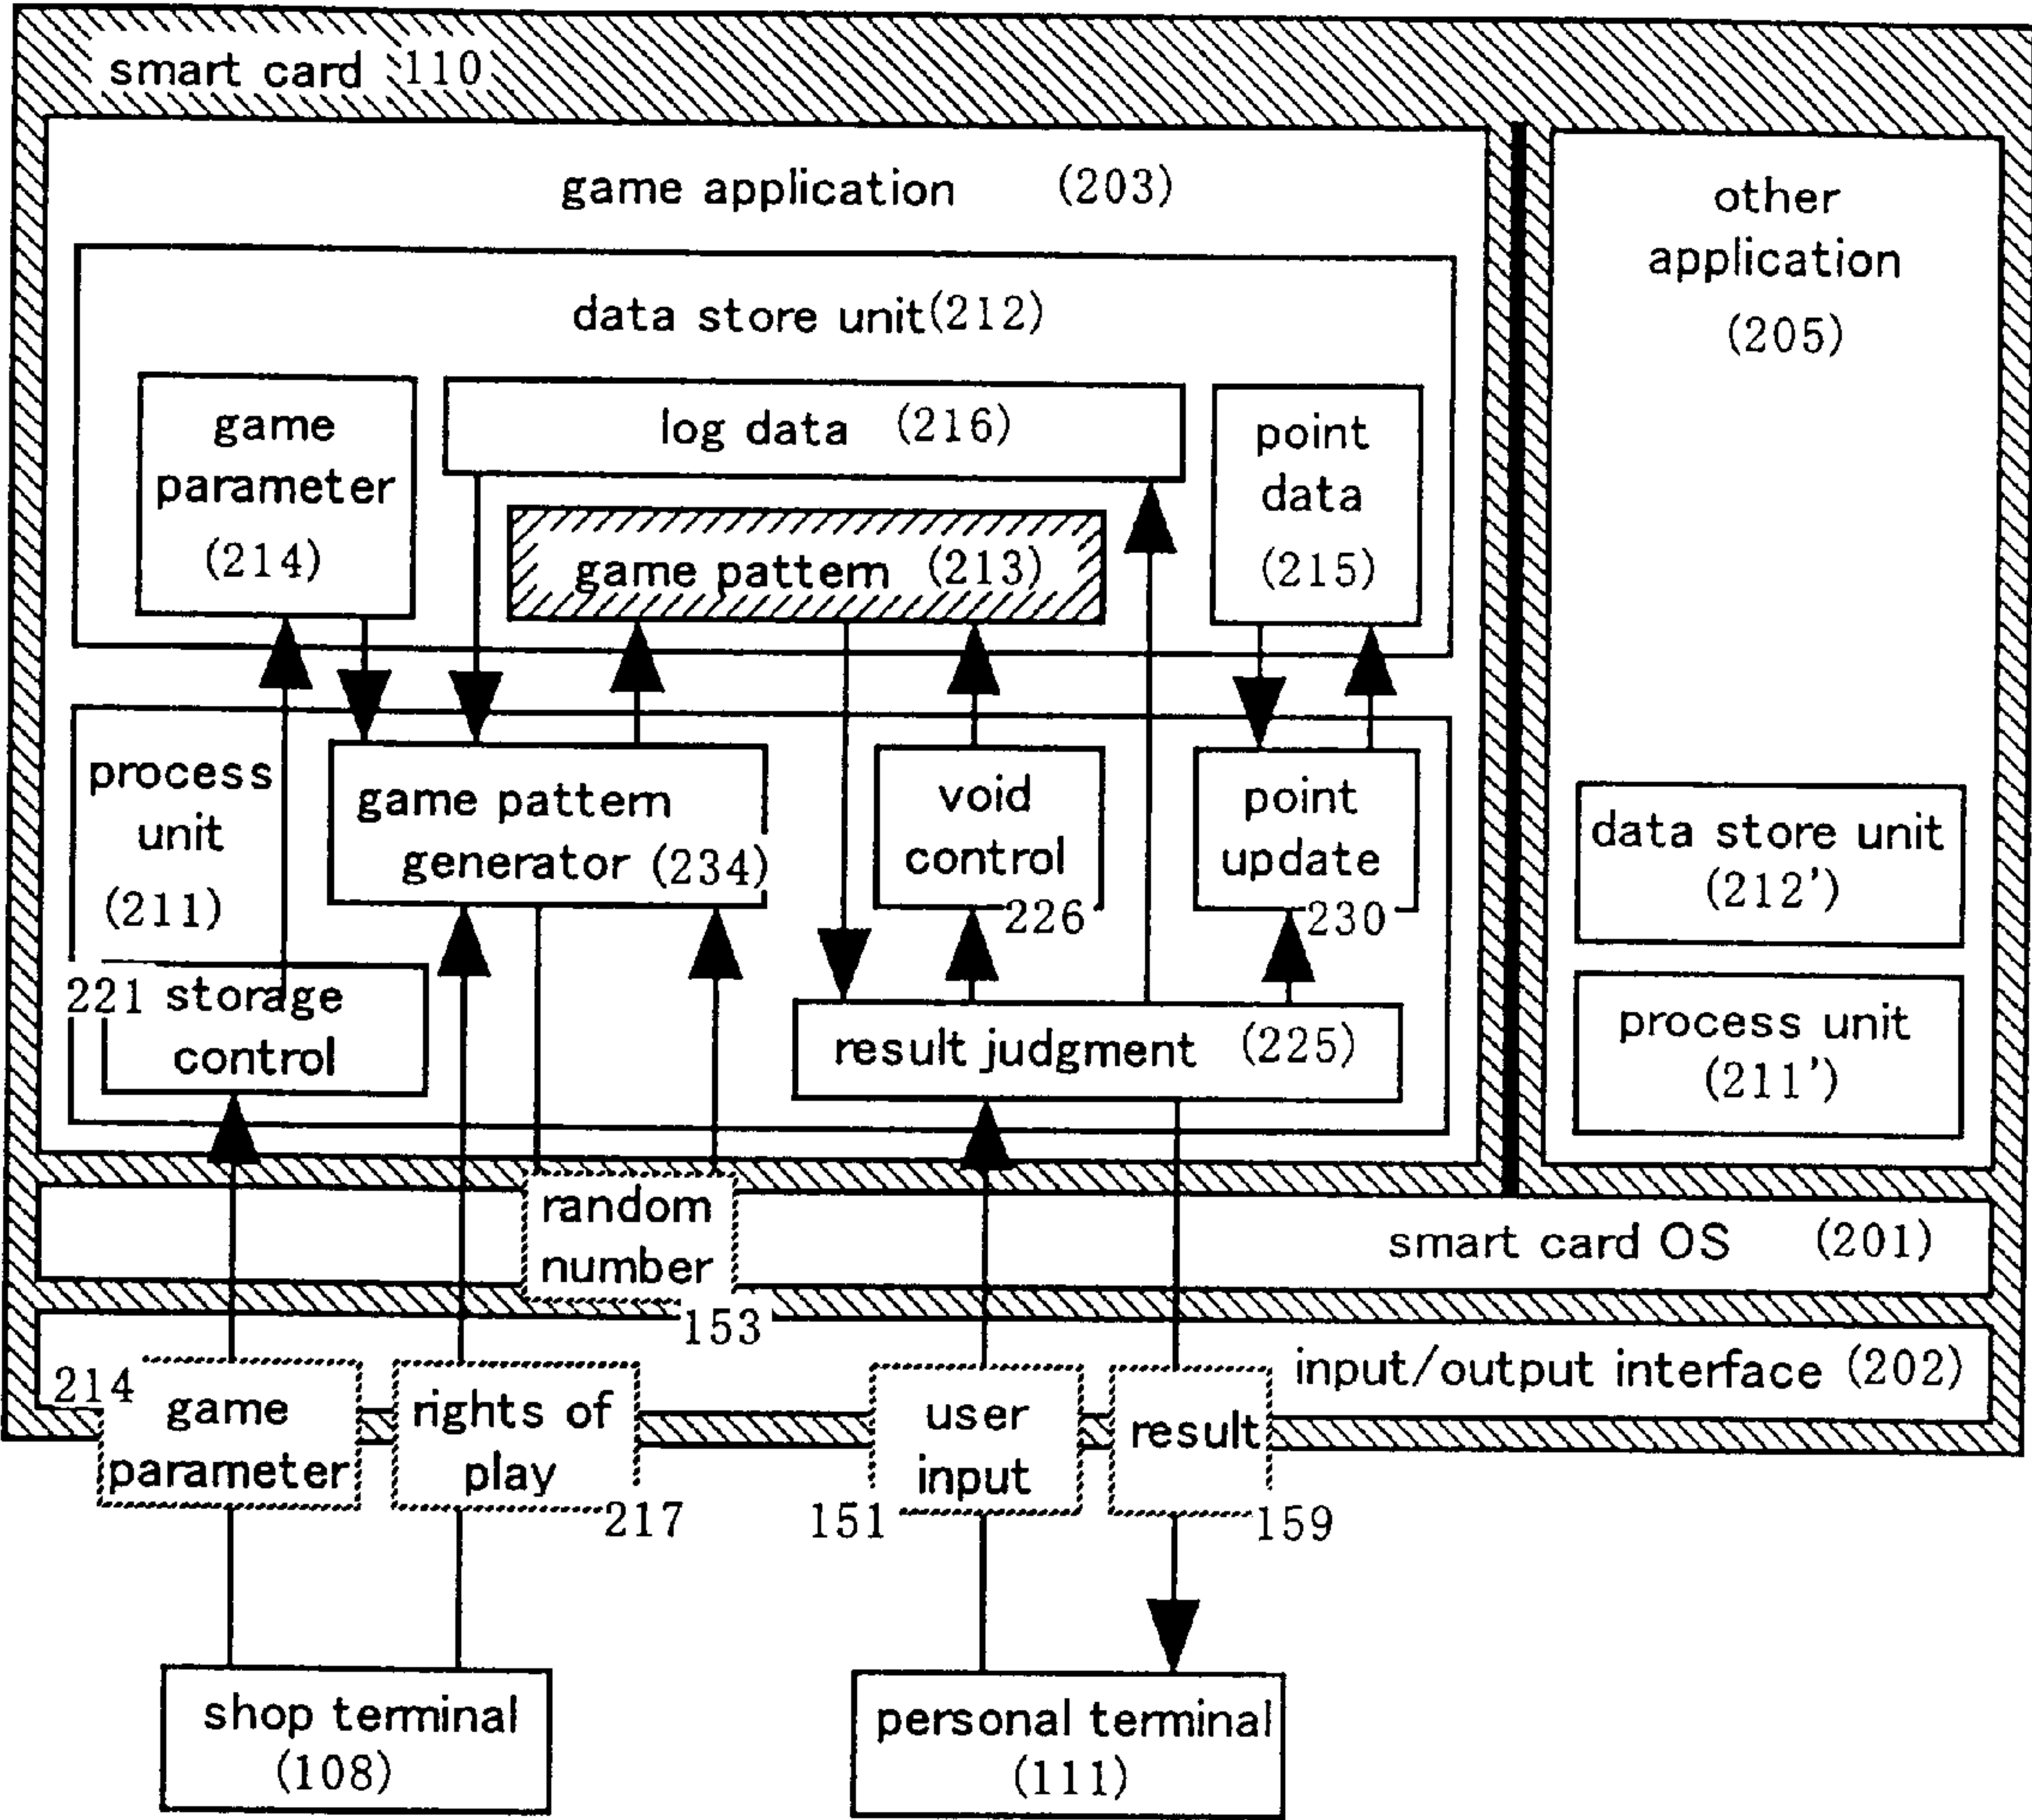 smart card 110
game application (203)
data store unit(212)
game
parameter
(214)
log data (216)
game pattern (213)
point
data
(215)
process
unit
(211)
game pattern
generator (234)
void
control
226
point
update
230
221 storage
control
result judgment (225)
other
application
(205)
data store unit
(212')
process unit
(211')
random
number
153
smart card OS (201)
input/output interface (202)
214 game
parameter
rights of
play
217
user
input
151
result
159
shop terminal
(108)
personal terminal
(111)